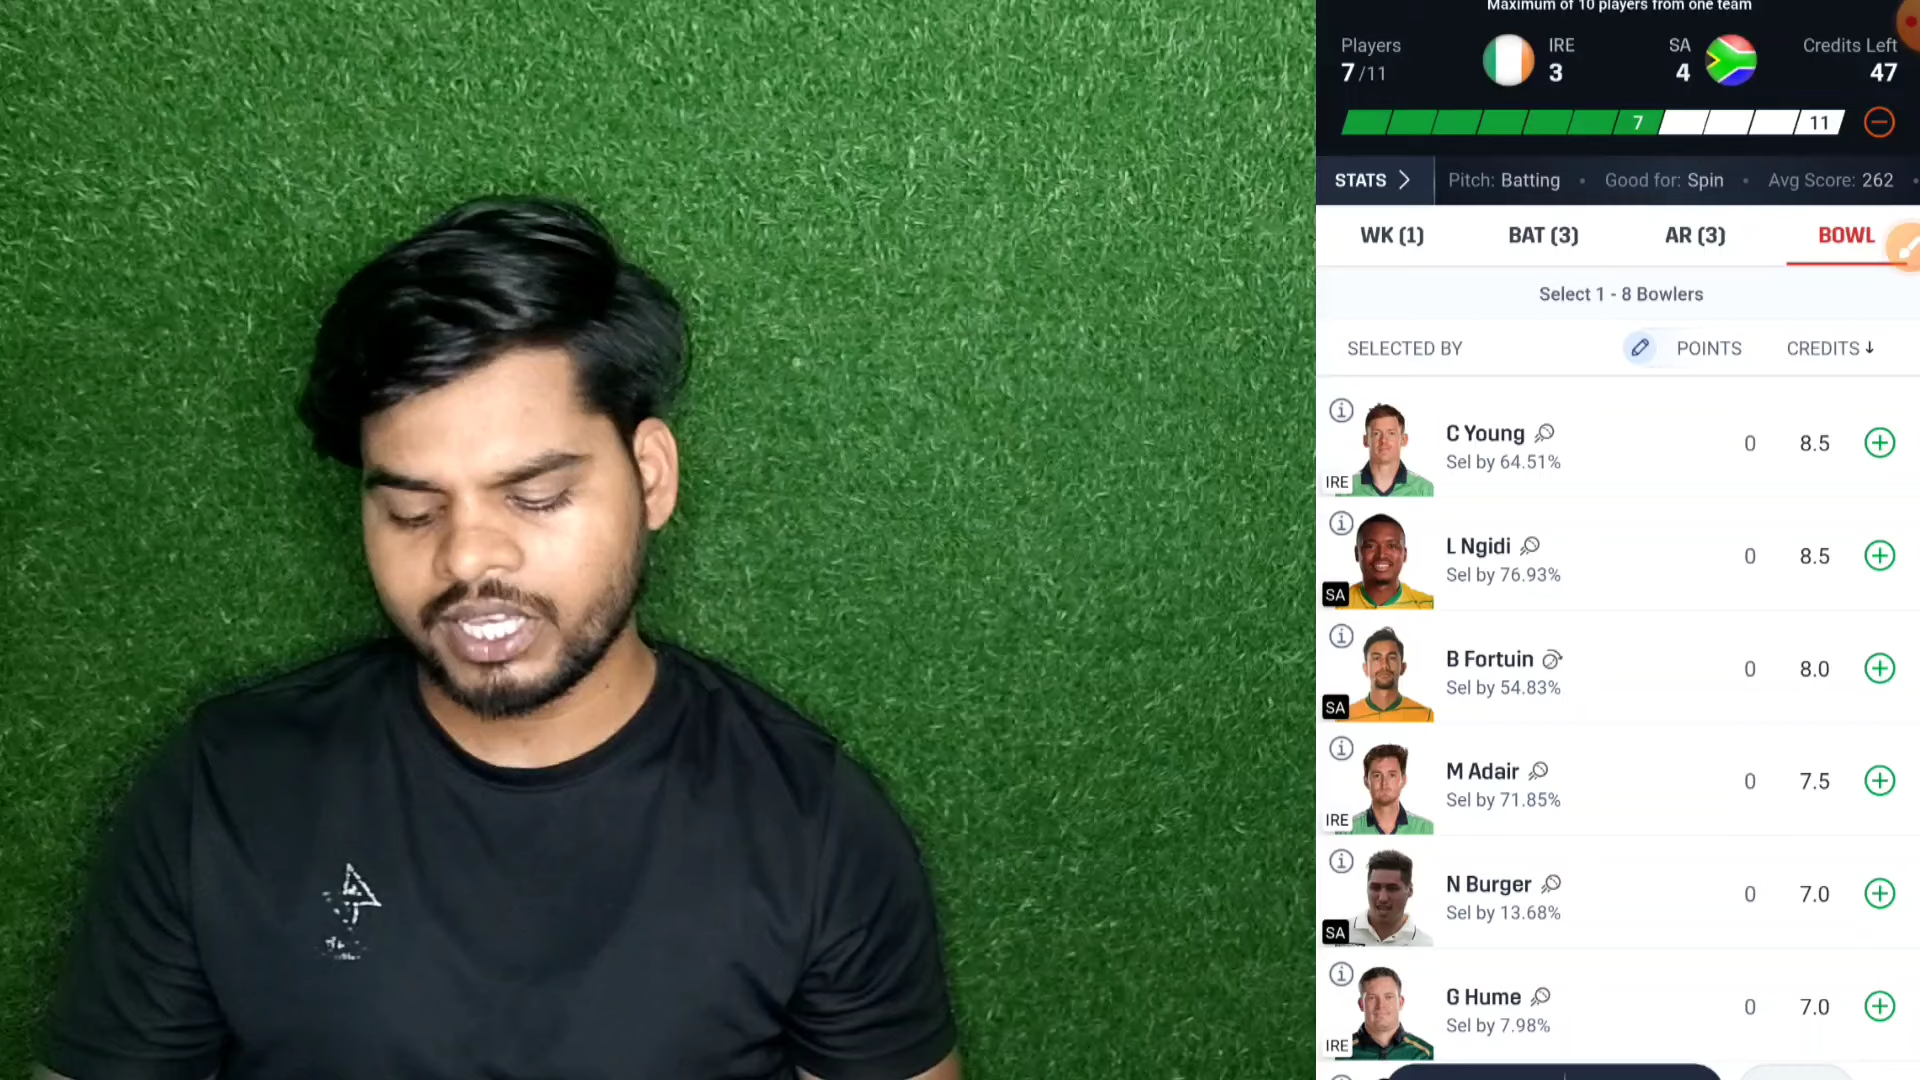 Maximum of 10 players from one team
Players IRE SA Credits Left
7/11 3 4 47
7 11
STATS Pitch: Batting • Good for: Spin • Avg Score: 262 •
WK (1) BAT (3) AR (3) BOWL
Select 1 - 8 Bowlers
SELECTED BY POINTS CREDITS ↓
C Young 0 8.5
Sel by 64.51%
IRE
L Ngidi 0 8.5
Sel by 76.93%
SA
B Fortuin 0 8.0
Sel by 54.83%
SA
M Adair 0 7.5
Sel by 71.85%
IRE
N Burger 0 7.0
Sel by 13.68%
SA
G Hume 0 7.0
Sel by 7.98%
IRE